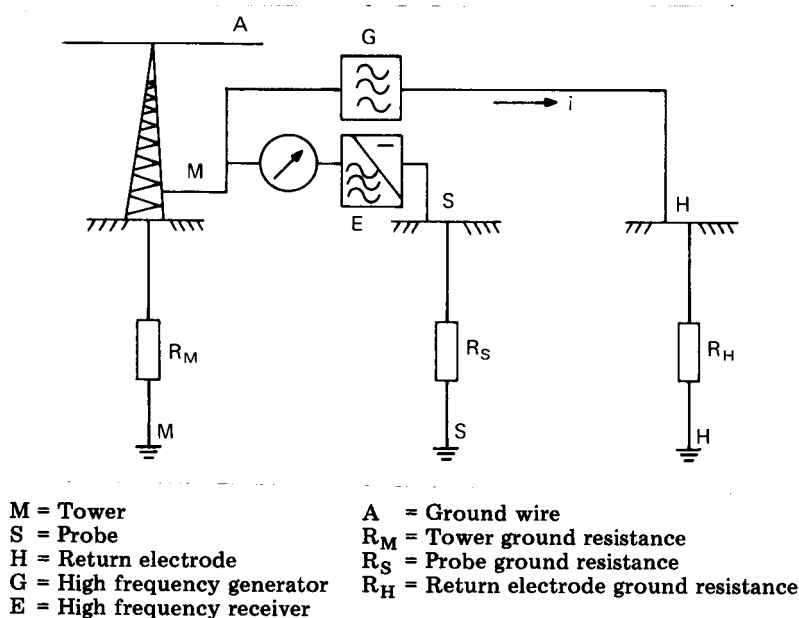 A
G
i
M
S
H
E
R_M
R_S
R_H
M
S
H
M = Tower
S = Probe
H = Return electrode
G = High frequency generator
E = High frequency receiver
A = Ground wire
R_M = Tower ground resistance
R_S = Probe ground resistance
R_H = Return electrode ground resistance